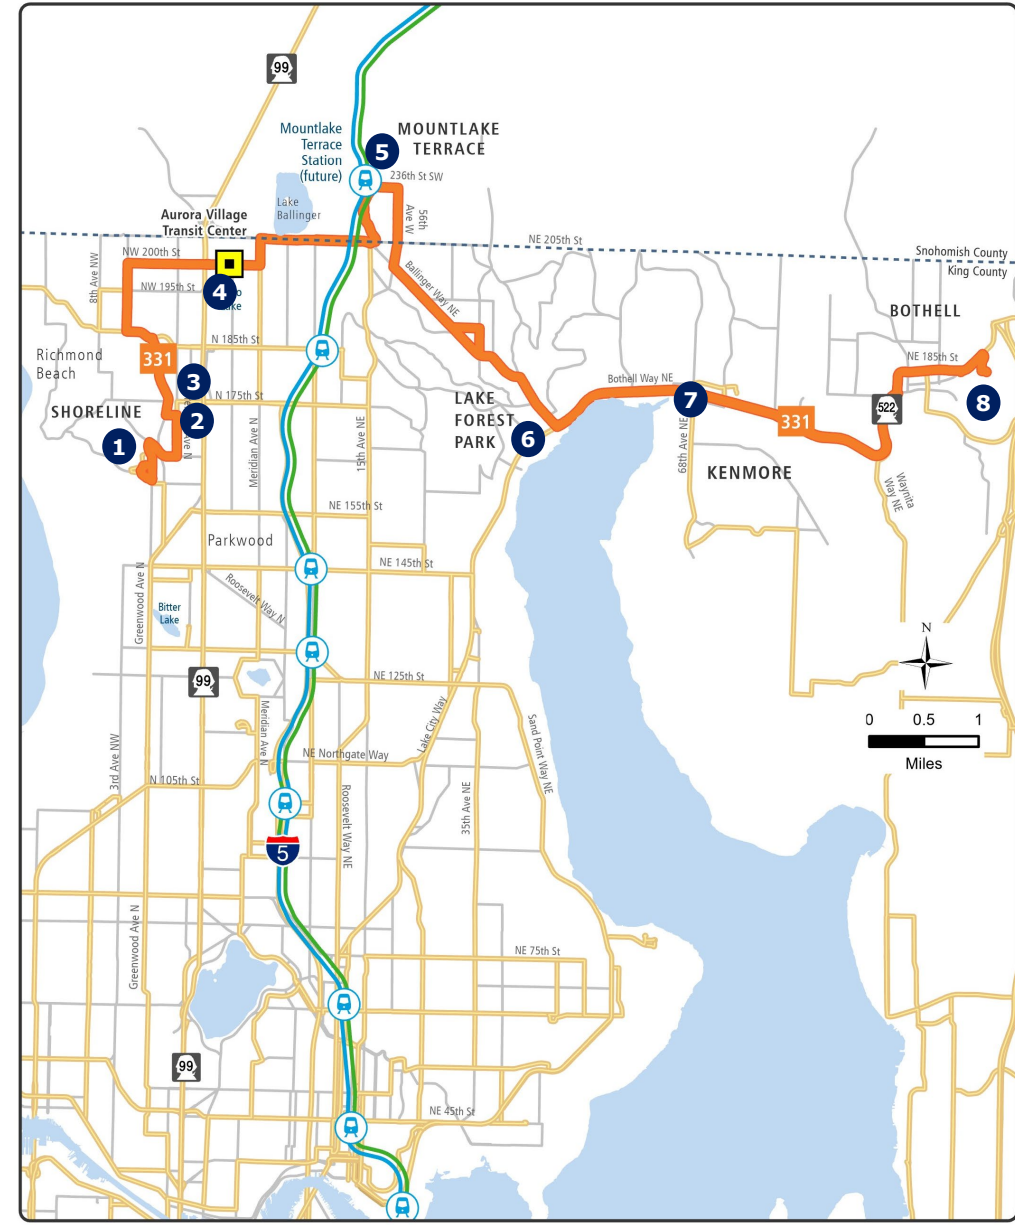 99
Mountlake
Terrace
Station
(future)
5
MOUNTLAKE
TERRACE
236th St SW
56th
Ave W
Lake
Ballinger
Aurora Village
Transit Center
NE 205th St
Snohomish County
King County
NW 200th St
8th Ave NW
NW 195th St
4
Ballinger Way NE
BOTHELL
N 185th St
331
Richmond
Beach
NE 185th St
3
Bothell Way NE
N 175th St
7
8
SHORELINE
2
LAKE
FOREST
PARK
522
331
1
Ave N
Meridian Ave N
15th Ave NE
6
68th Ave NE
KENMORE
Waynita
Way NE
NE 155th St
Parkwood
NE 145th St
Greenwood Ave N
Roosevelt Way N
Bitter
Lake
N
99
NE 125th St
0 0.5 1
Miles
Meridian Ave N
Lake City Way
Sand Point Way NE
3rd Ave NW
NE Northgate Way
N 105th St
Roosevelt Way NE
35th Ave NE
5
Greenwood Ave N
NE 75th St
99
NE 45th St